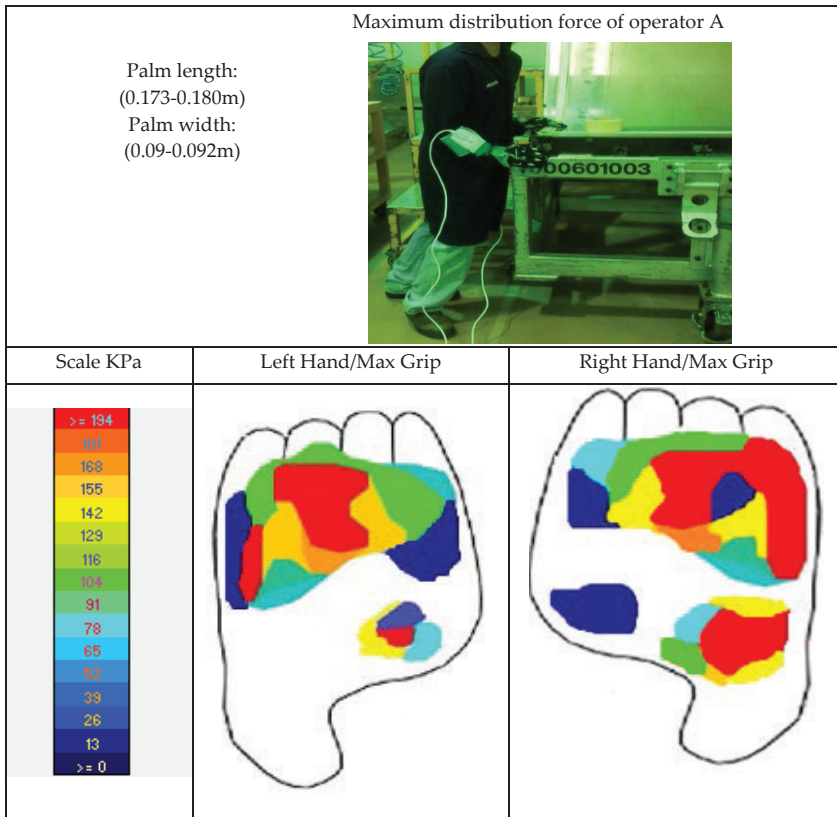 Maximum distribution force of operator A
Palm length:
(0.173-0.180m)
Palm width:
(0.09-0.092m)
00601003
Scale KPa
Left Hand/Max Grip
Right Hand/Max Grip
>= 194
181
168
155
142
129
116
104
91
78
65
52
39
26
13
>= 0